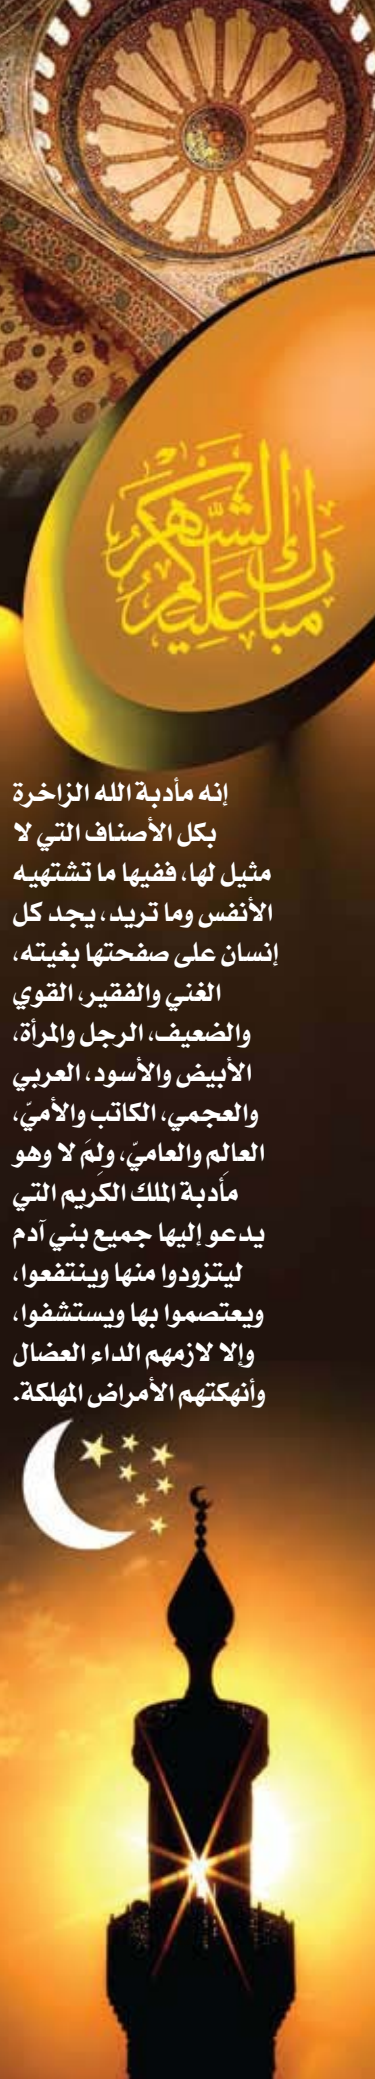 مبارك عليكم الشهر
إنه مأدبة الله الزاخرة
بكل الأصناف التي لا
مثيل لها، ففيها ما تشتهيه
الأنفس وما تريد، يجد كل
إنسان على صفحتها بغيته،
الغني والفقير، القوي
والضعيف، الرجل والمرأة،
الأبيض والأسود، العربي
والعجمي، الكاتب والأميّ،
العالم والعاميّ، ولِمَ لا وهو
مأدبة الملك الكريم التي
يدعو إليها جميع بني آدم
ليتزودوا منها وينتفعوا،
ويعتصموا بها ويستشفوا،
وإلا لازمهم الداء العضال
وأنهكتهم الأمراض المهلكة.